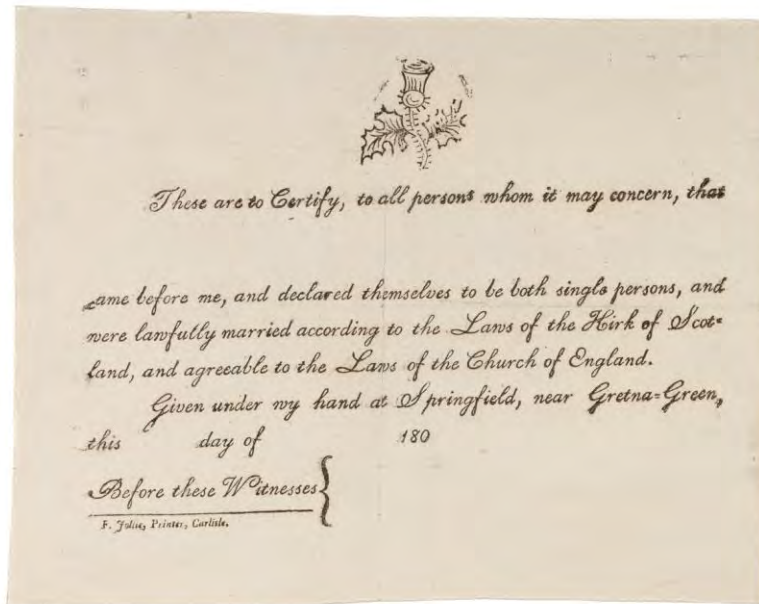 These are to Certify, to all persons whom it may concern, that
came before me, and declared themselves to be both single persons, and
were lawfully married according to the Laws of the Kirk of Scot=
land, and agreeable to the Laws of the Church of England.
Given under my hand at Springfield, near Gretna=Green,
this day of 180
Before these Witnesses
F. Jollie, Printer, Carlisle.